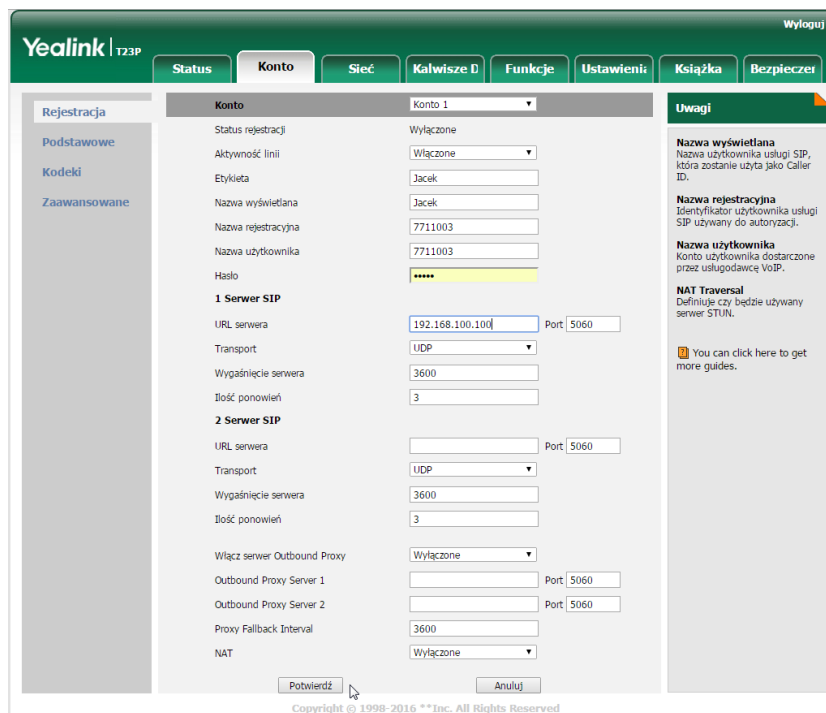 Wyloguj
Yealink | T23P
Status Konto Sieć Kalwisze D Funkcje Ustawienia Książka Bezpieczeń
Rejestracja
Podstawowe
Kodeki
Zaawansowane
Konto Konto 1
Status rejestracji Wyłączone
Aktywność linii Włączone
Etykieta Jacek
Nazwa wyświetlana Jacek
Nazwa rejestracyjna 7711003
Nazwa użytkownika 7711003
Hasło •••••
1 Serwer SIP
URL serwera 192.168.100.100 Port 5060
Transport UDP
Wygaśnięcie serwera 3600
Ilość ponowień 3
2 Serwer SIP
URL serwera Port 5060
Transport UDP
Wygaśnięcie serwera 3600
Ilość ponowień 3
Włącz serwer Outbound Proxy Wyłączone
Outbound Proxy Server 1 Port 5060
Outbound Proxy Server 2 Port 5060
Proxy Fallback Interval 3600
NAT Wyłączone
Potwierdź Anuluj
Uwagi
Nazwa wyświetlana
Nazwa użytkownika usługi SIP,
która zostanie użyta jako Caller
ID.
Nazwa rejestracyjna
Identyfikator użytkownika usługi
SIP używany do autoryzacji.
Nazwa użytkownika
Konto użytkownika dostarczone
przez usługodawcę VoIP.
NAT Traversal
Definiuje czy będzie używany
serwer STUN.
You can click here to get
more guides.
Copyright © 1998-2016 **Inc. All Rights Reserved